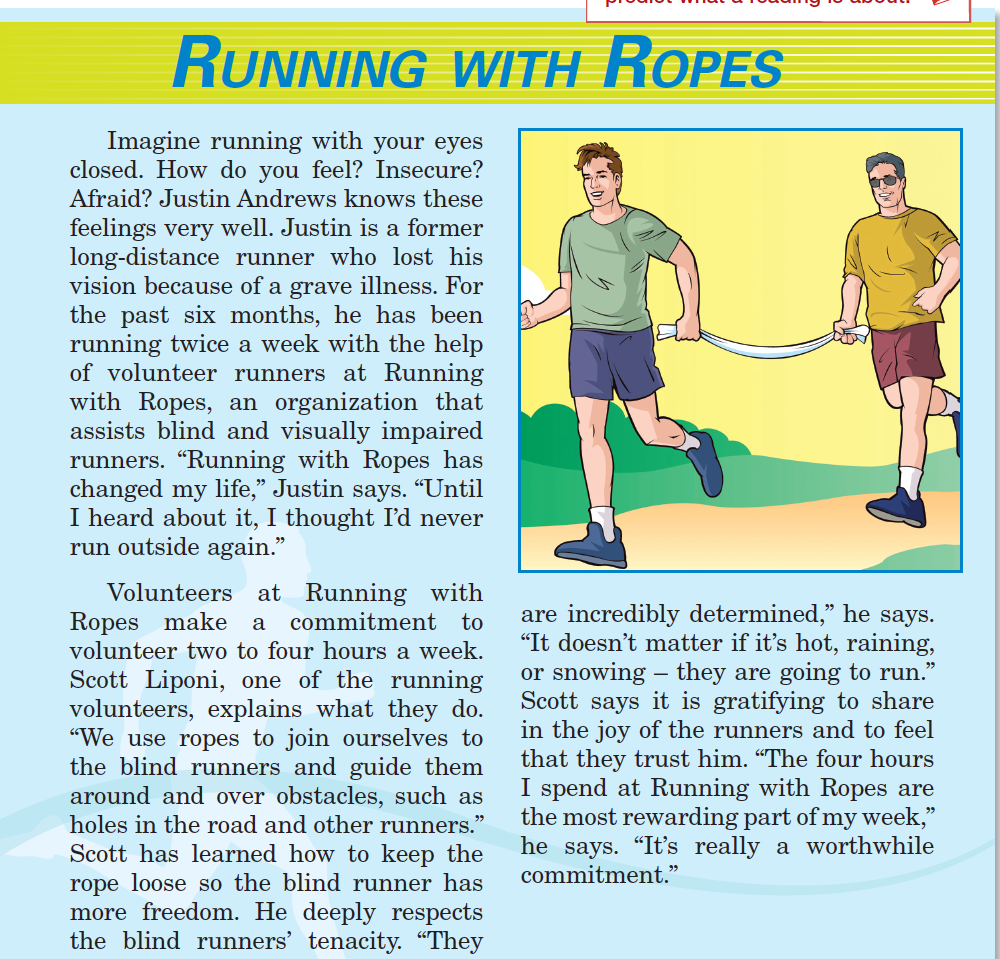 predict what a reading is about.
RUNNING WITH ROPES
Imagine running with your eyes
closed. How do you feel? Insecure?
Afraid? Justin Andrews knows these
feelings very well. Justin is a former
long-distance runner who lost his
vision because of a grave illness. For
the past six months, he has been
running twice a week with the help
of volunteer runners at Running
with Ropes, an organization that
assists blind and visually impaired
runners. “Running with Ropes has
changed my life,” Justin says. “Until
I heard about it, I thought I’d never
run outside again.”
Volunteers at Running with
Ropes make a commitment to
volunteer two to four hours a week.
Scott Liponi, one of the running
volunteers, explains what they do.
“We use ropes to join ourselves to
the blind runners and guide them
around and over obstacles, such as
holes in the road and other runners.”
Scott has learned how to keep the
rope loose so the blind runner has
more freedom. He deeply respects
the blind runners’ tenacity. “They
are incredibly determined,” he says.
“It doesn’t matter if it’s hot, raining,
or snowing – they are going to run.”
Scott says it is gratifying to share
in the joy of the runners and to feel
that they trust him. “The four hours
I spend at Running with Ropes are
the most rewarding part of my week,”
he says. “It’s really a worthwhile
commitment.”